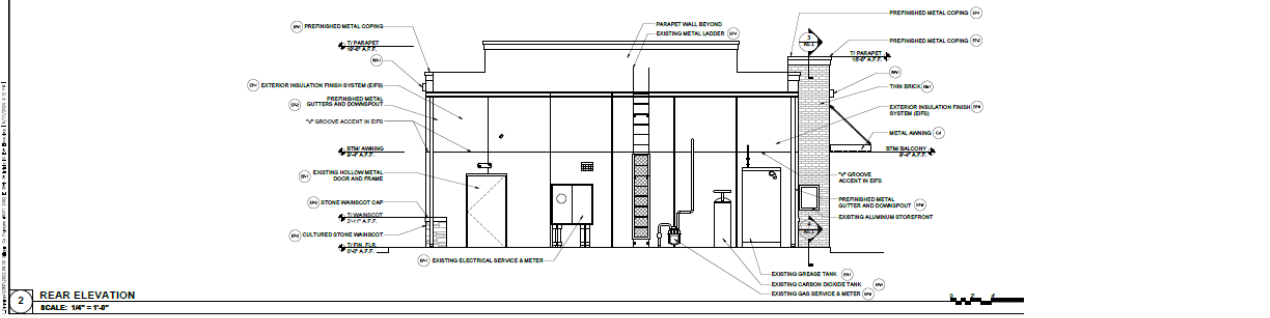 PREFINISHED METAL COPING
T/ PARAPET
EXTERIOR INSULATION FINISH SYSTEM (EIFS)
PREFINISHED METAL
GUTTERS AND DOWNSPOUT
"V" GROOVE ACCENT IN EIFS
BTM/ AWNING
EXISTING HOLLOW METAL
DOOR AND FRAME
STONE WAINSCOT CAP
T/ WAINSCOT
CULTURED STONE WAINSCOT
T/ FIN. FLR.
EXISTING ELECTRICAL SERVICE & METER
PARAPET WALL BEYOND
EXISTING METAL LADDER
PREFINISHED METAL COPING
PREFINISHED METAL COPING
T/ PARAPET
THIN BRICK
EXTERIOR INSULATION FINISH
SYSTEM (EIFS)
METAL AWNING
BTM/ BALCONY
"V" GROOVE
ACCENT IN EIFS
PREFINISHED METAL
GUTTER AND DOWNSPOUT
EXISTING ALUMINUM STOREFRONT
EXISTING GREASE TANK
EXISTING CARBON DIOXIDE TANK
EXISTING GAS SERVICE & METER
2
REAR ELEVATION
SCALE: 1/4" = 1'-0"